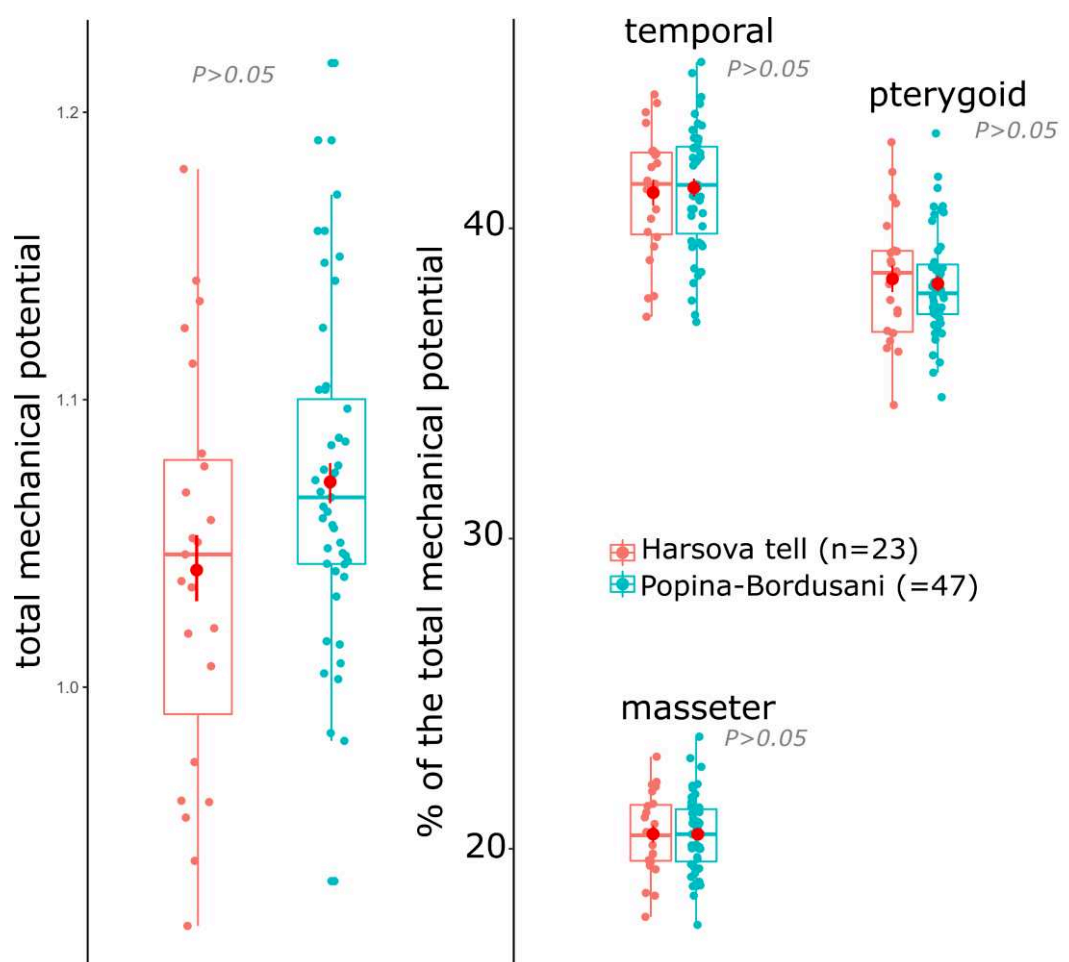 total mechanical potential
1.2
1.1
1.0
P>0.05
% of the total mechanical potential
40
30
20
temporal
P>0.05
pterygoid
P>0.05
Harsova tell (n=23)
Popina-Bordusani (=47)
masseter
P>0.05